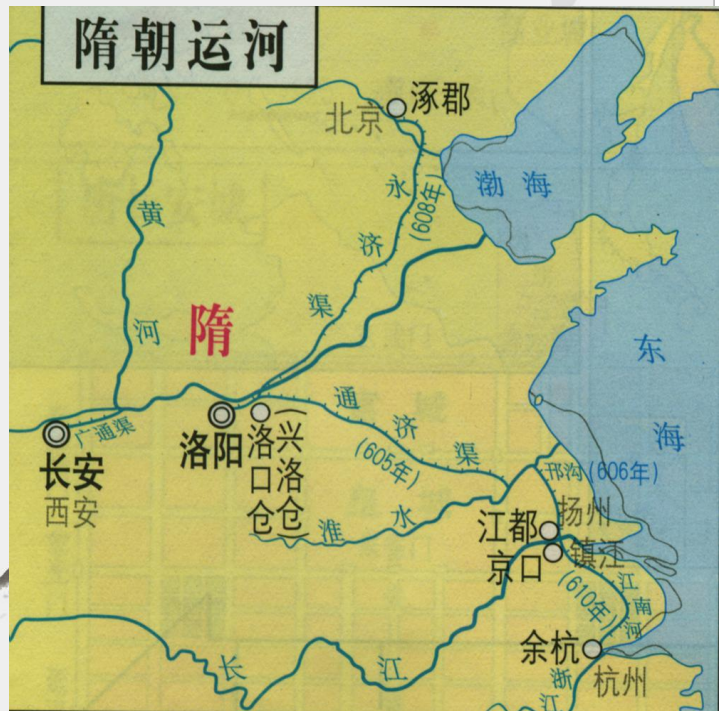 隋朝运河
涿郡
北京
渤海
永济渠
(608年)
黄河
隋
东海
广通渠
长安
西安
洛阳
洛口仓
(兴洛仓)
通济渠
(605年)
淮水
邗沟(606年)
江都
扬州
京口
镇江
(610年)
江南河
余杭
杭州
浙江
长江